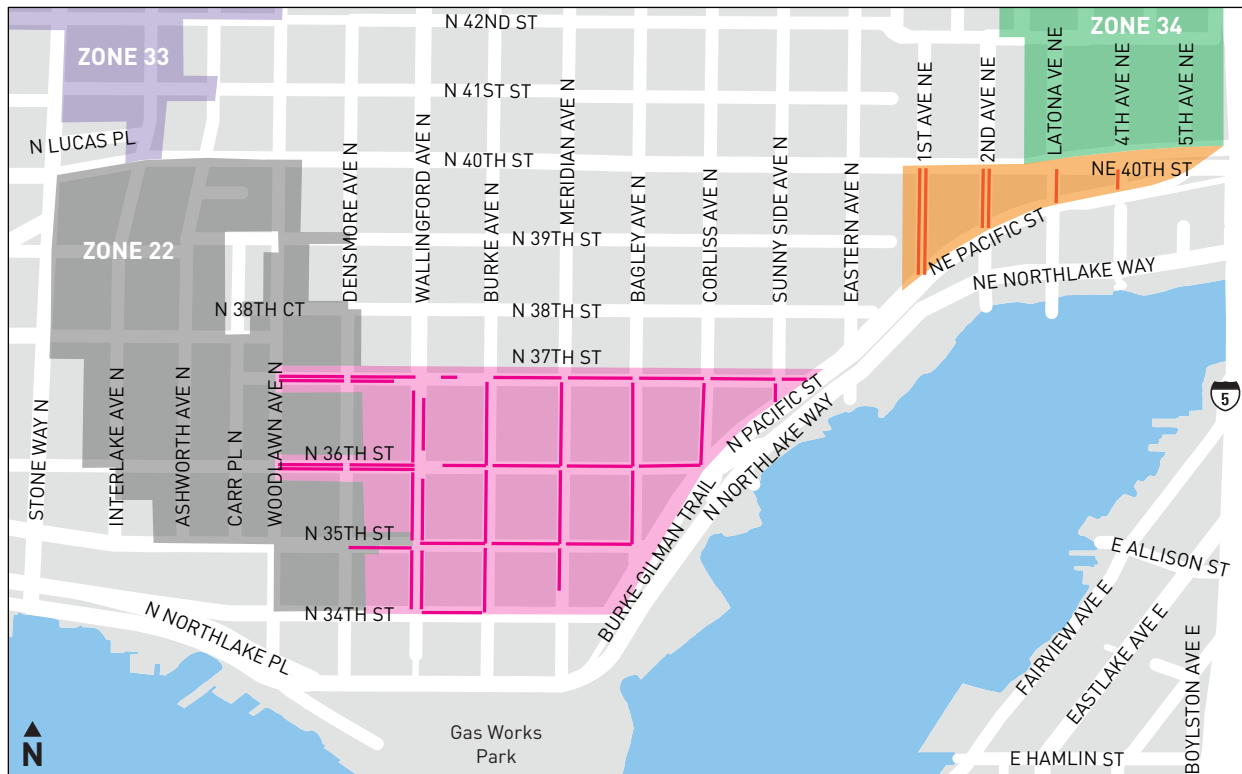 N 42ND ST
ZONE 34
ZONE 33
N 41ST ST
N LUCAS PL
N 40TH ST
1ST AVE NE
2ND AVE NE
LATONA VE NE
4TH AVE NE
5TH AVE NE
NE 40TH ST
DENSMORE AVE N
WALLINGFORD AVE N
BURKE AVE N
MERIDIAN AVE N
BAGLEY AVE N
CORLISS AVE N
SUNNY SIDE AVE N
EASTERN AVE N
ZONE 22
N 39TH ST
NE PACIFIC ST
NE NORTHLAKE WAY
N 38TH CT
N 38TH ST
N 37TH ST
5
STONE WAY N
INTERLAKE AVE N
ASHWORTH AVE N
CARR PL N
WOODLAWN AVE N
N 36TH ST
N PACIFIC ST
N NORTHLAKE WAY
N 35TH ST
BURKE GILMAN TRAIL
E ALLISON ST
N 34TH ST
N NORTHLAKE PL
FAIRVIEW AVE E
EASTLAKE AVE E
BOYLSTON AVE E
Gas Works
Park
N
E HAMLIN ST